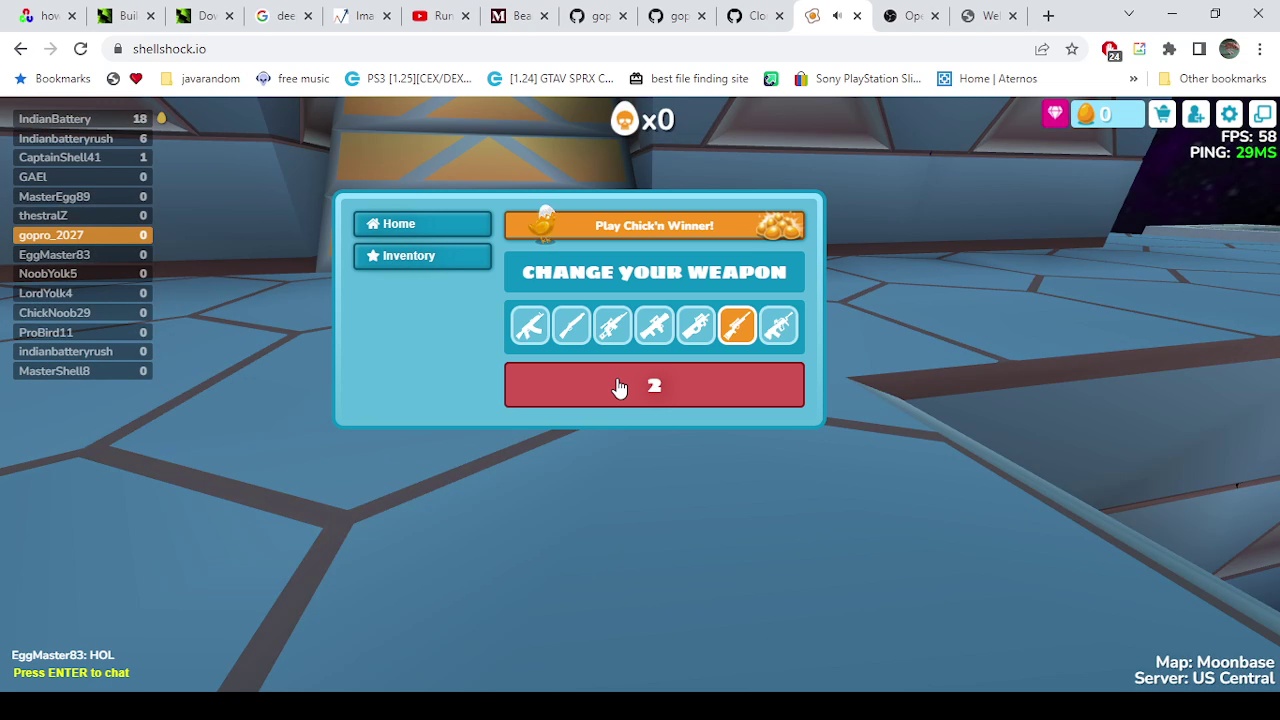 how
Buil
Dov
dee
Ima
Run
Bea
gop
gop
Clo
Ope
Wel
shellshock.io
24
Bookmarks
javarandom
free music
PS3 [1.25][CEX/DEX...
[1.24] GTAV SPRX C...
best file finding site
Sony PlayStation Sli...
Home | Aternos
»
Other bookmarks
IndianBattery 18
Indianbatteryrush 6
CaptainShell41 1
GAEl 0
MasterEgg89 0
thestralZ 0
gopro_2027 0
EggMaster83 0
NoobYolk5 0
LordYolk4 0
ChickNoob29 0
ProBird11 0
indianbatteryrush 0
MasterShell8 0
x0
0
FPS: 58
PING: 29MS
Home
Inventory
Play Chick'n Winner!
CHANGE YOUR WEAPON
2
EggMaster83: HOL
Press ENTER to chat
Map: Moonbase
Server: US Central